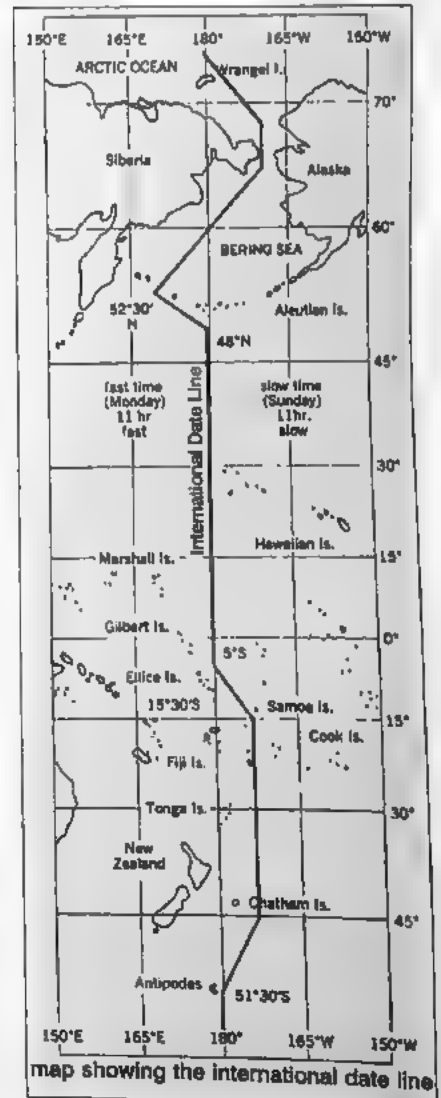 150°E 165°E 180° 165°W 150°W
ARCTIC OCEAN
Wrangel I.
70°
Siberia
Alaska
60°
BERING SEA
52°30'
N
Aleutian Is.
48°N
45°
fast time
(Monday)
11 hr
fast
International Date Line
slow time
(Sunday)
11hr.
slow
30°
Hawaiian Is.
15°
Marshall Is.
Gilbert Is.
0°
5°S
Ellice Is.
15°30'S
Samoa Is.
15°
Cook Is.
Fiji Is.
Tonga Is.
30°
New
Zealand
Chatham Is.
45°
Antipodes
51°30'S
150°E 165°E 180° 165°W 150°W
map showing the international date line